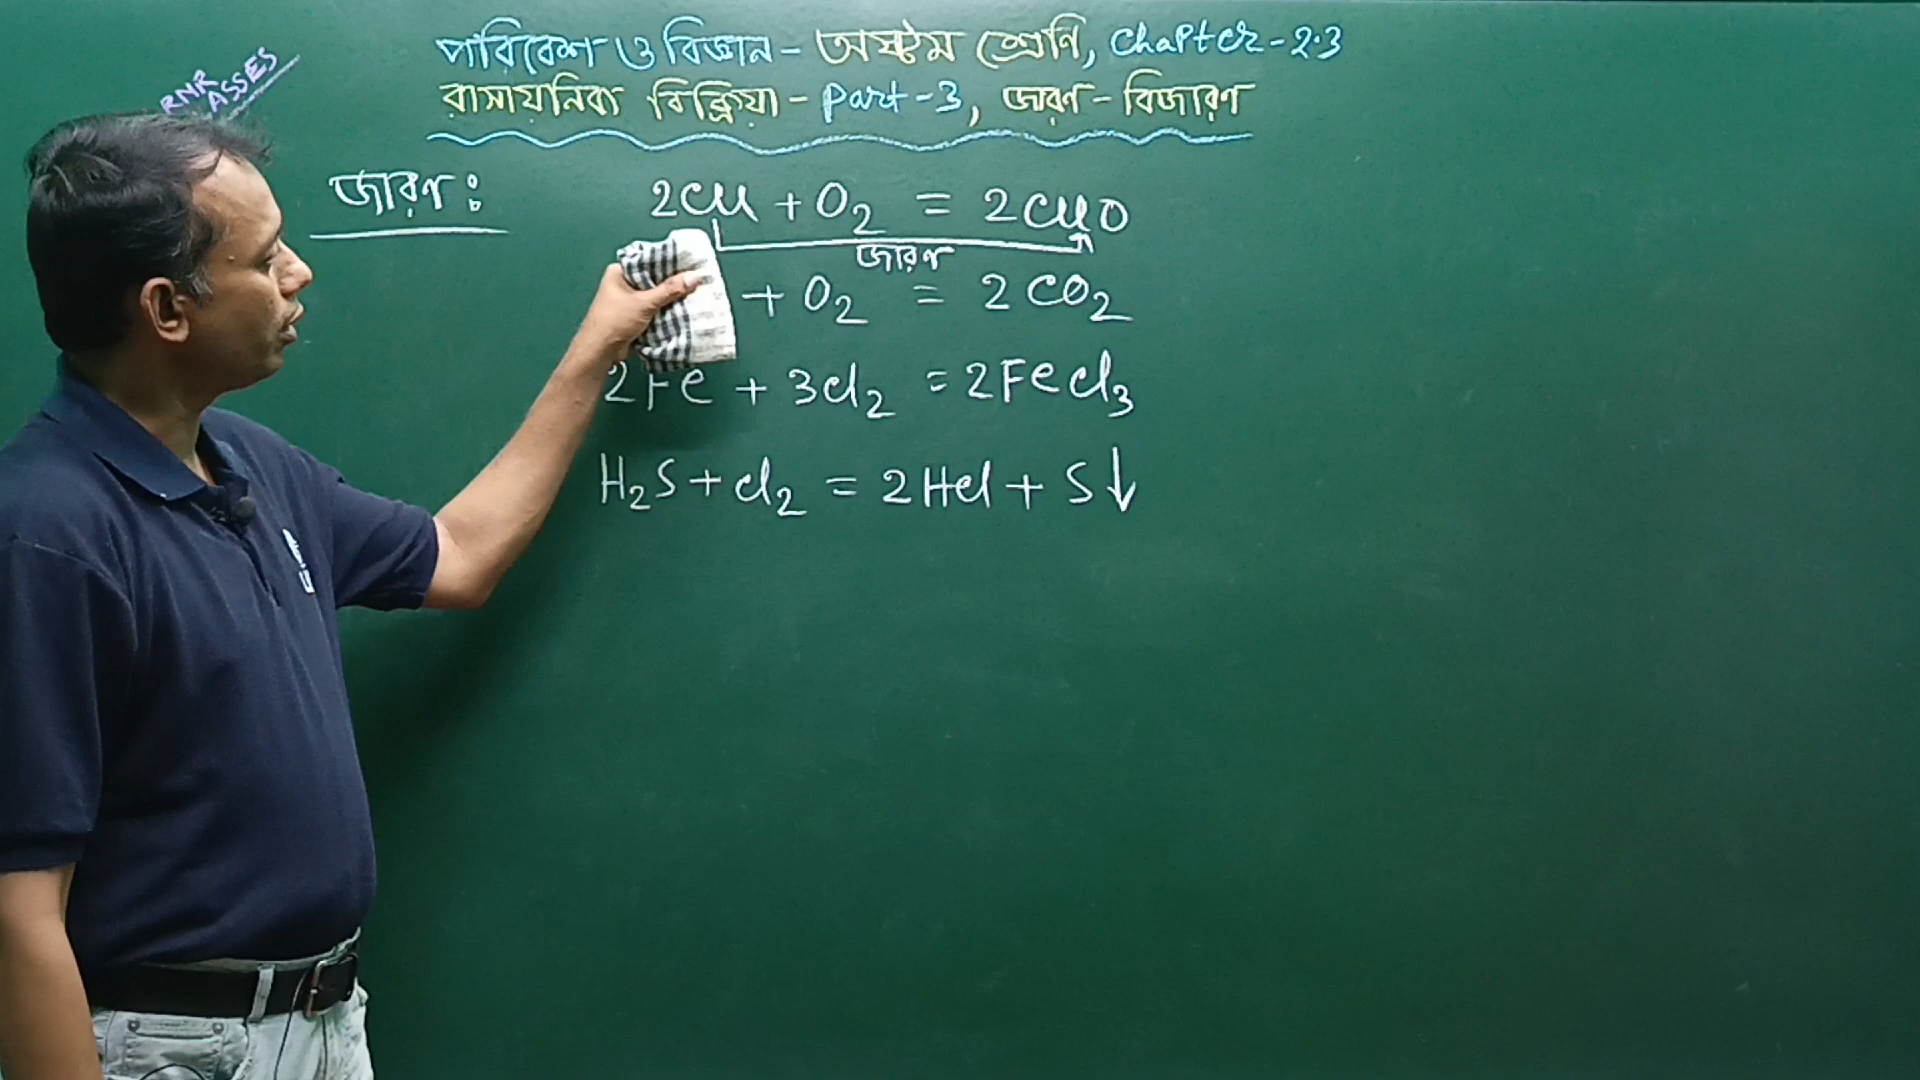 RNR
ASSES
পরিবেশ ও বিজ্ঞান - অষ্টম শ্রেণি, Chapter - 2.3
রাসায়নিক বিক্রিয়া - Part - 3, জারণ - বিজারণ
জারণ :
2Cu + O₂ = 2CuO
জারণ
+ O₂ = 2CO₂
2Fe + 3Cl₂ = 2FeCl₃
H₂S + Cl₂ = 2HCl + S↓